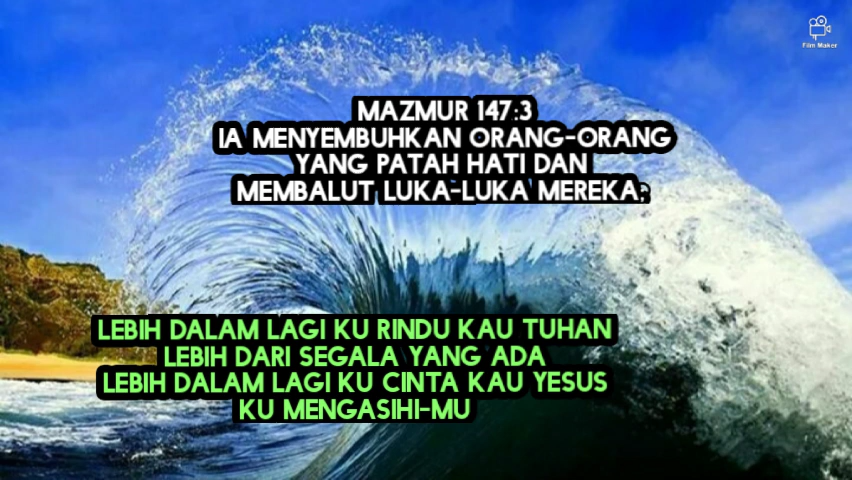 Film Maker
MAZMUR 147:3
IA MENYEMBUHKAN ORANG-ORANG
YANG PATAH HATI DAN
MEMBALUT LUKA-LUKA MEREKA;
LEBIH DALAM LAGI KU RINDU KAU TUHAN
LEBIH DARI SEGALA YANG ADA
LEBIH DALAM LAGI KU CINTA KAU YESUS
KU MENGASIHI-MU